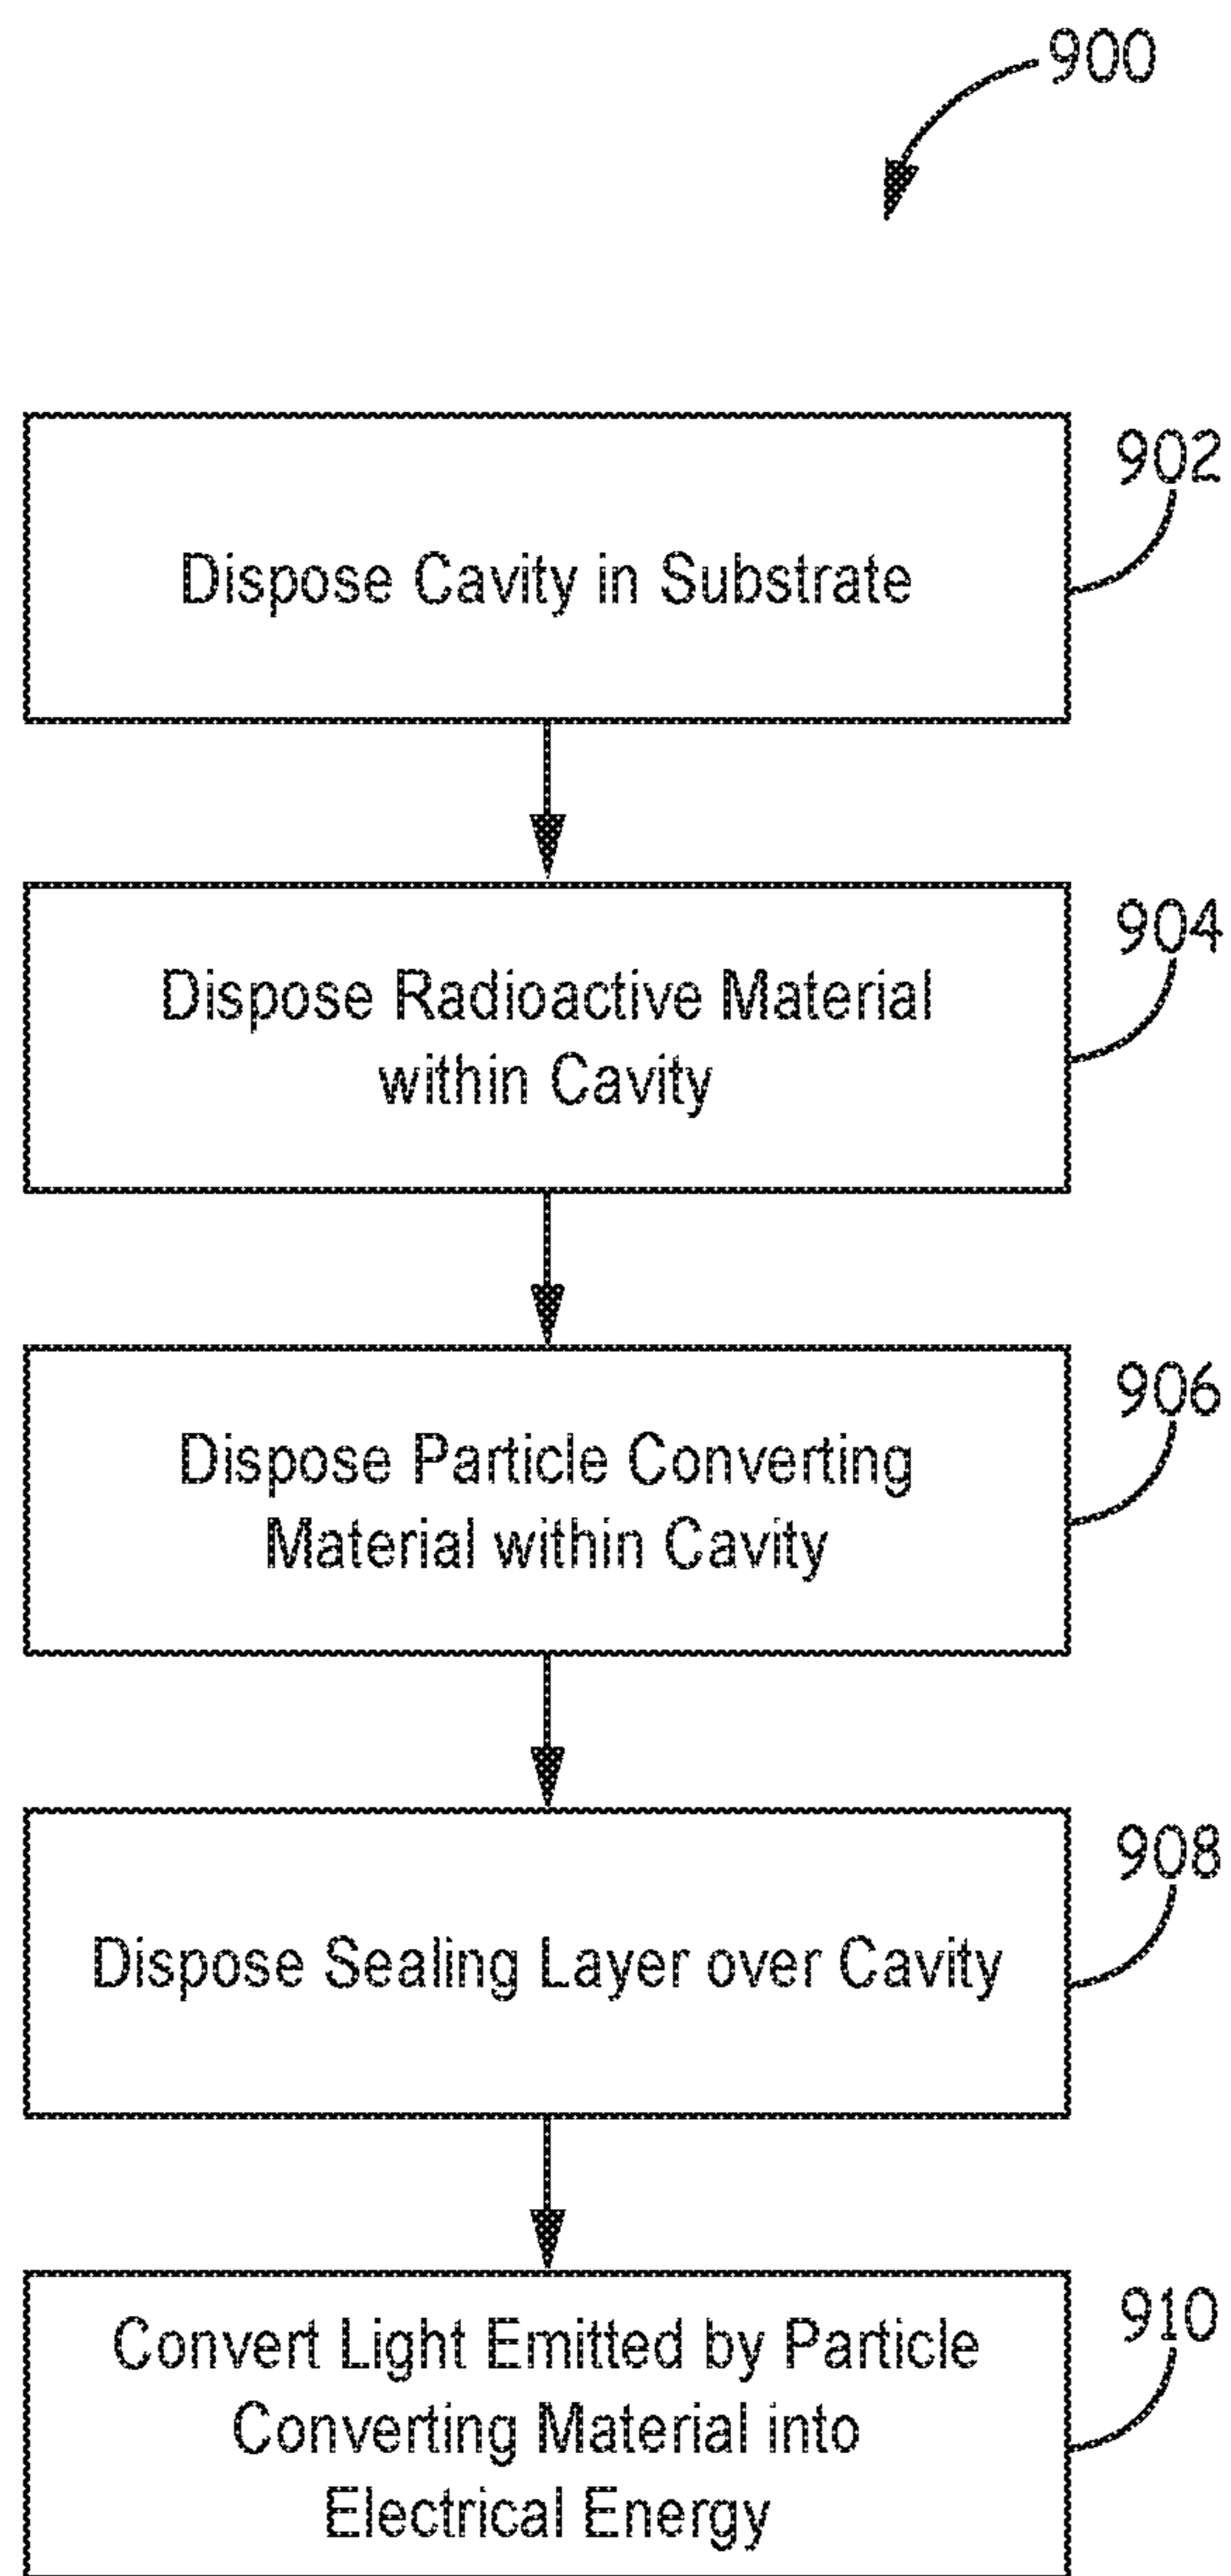 900
Dispose Cavity in Substrate
902
Dispose Radioactive Material
within Cavity
904
Dispose Particle Converting
Material within Cavity
906
Dispose Sealing Layer over Cavity
908
Convert Light Emitted by Particle
Converting Material into
Electrical Energy
910